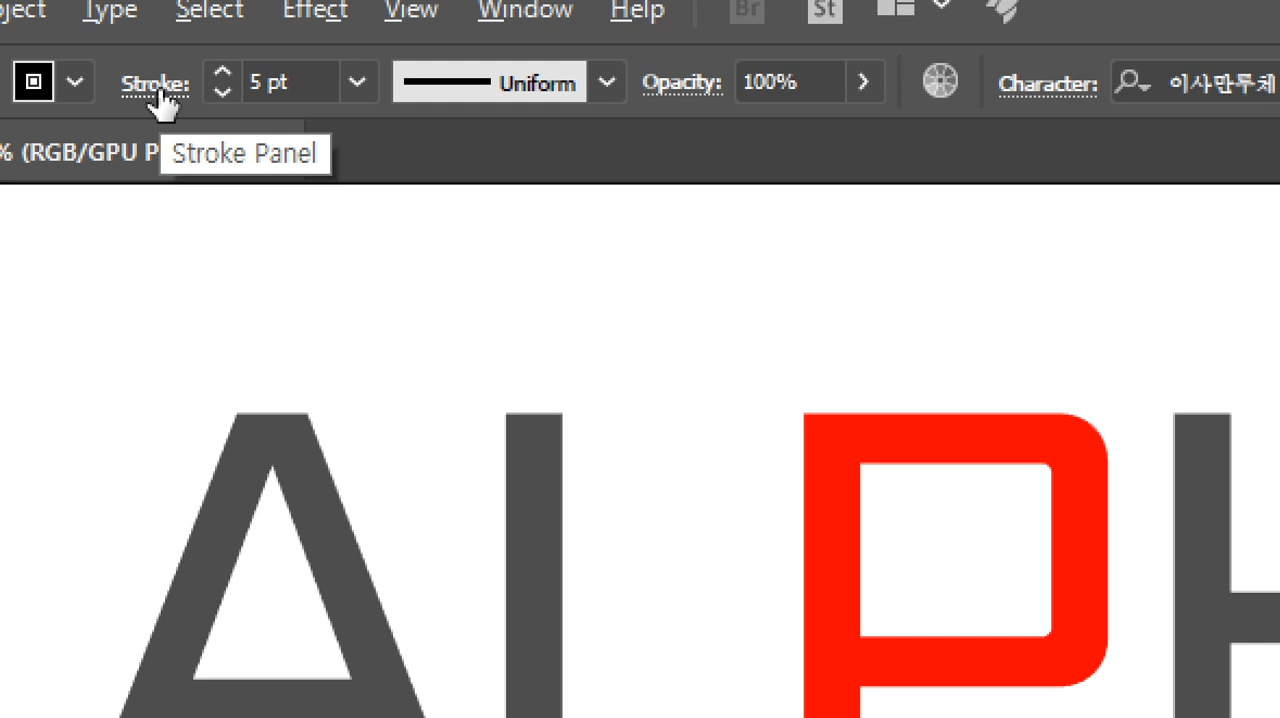 ject Type Select Effect View Window Help Br St
Stroke: 5 pt Uniform Opacity: 100% Character: 이사만루체
% (RGB/GPU P
Stroke Panel
AI PH